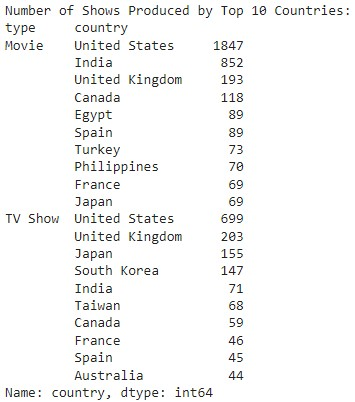 Number of Shows Produced by Top 10 Countries:
type     country
Movie    United States     1847
         India              852
         United Kingdom     193
         Canada             118
         Egypt               89
         Spain               89
         Turkey              73
         Philippines         70
         France              69
         Japan               69
TV Show  United States      699
         United Kingdom     203
         Japan              155
         South Korea        147
         India               71
         Taiwan              68
         Canada              59
         France              46
         Spain               45
         Australia           44
Name: country, dtype: int64